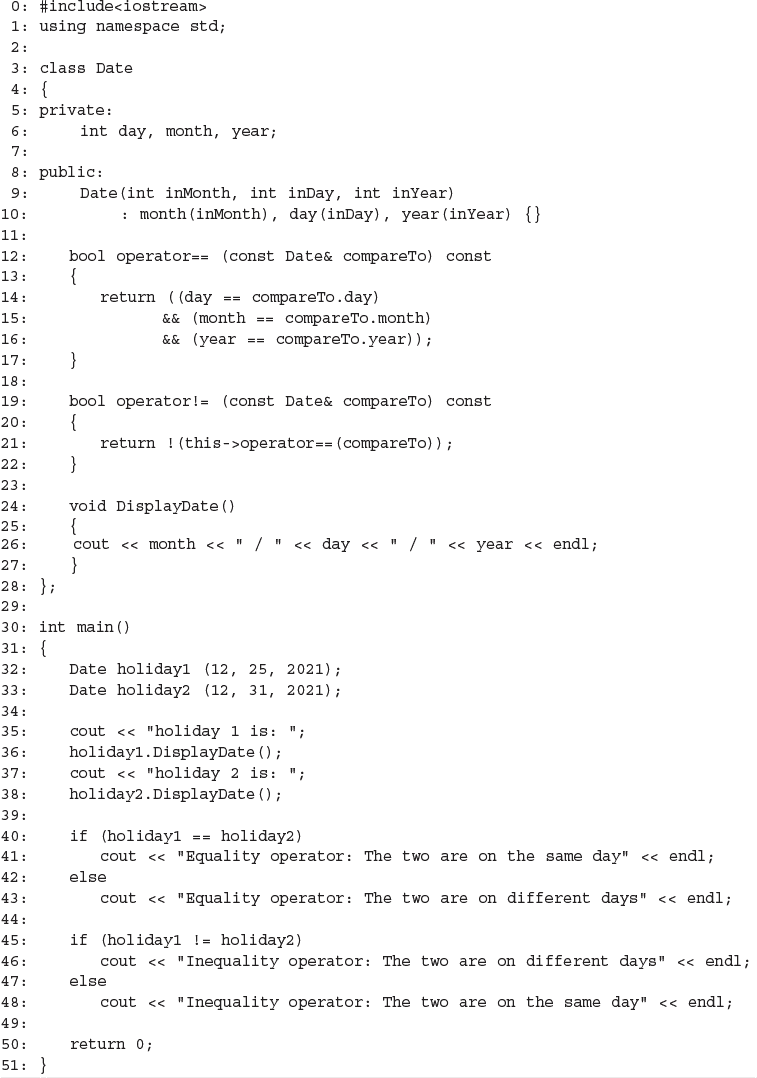 0: #include<iostream>
1: using namespace std;
2:
3: class Date
4: {
5: private:
6:     int day, month, year;
7:
8: public:
9:     Date(int inMonth, int inDay, int inYear)
10:         : month(inMonth), day(inDay), year(inYear) {}
11:
12:    bool operator== (const Date& compareTo) const
13:    {
14:       return ((day == compareTo.day)
15:             && (month == compareTo.month)
16:             && (year == compareTo.year));
17:    }
18:
19:    bool operator!= (const Date& compareTo) const
20:    {
21:       return !(this->operator==(compareTo));
22:    }
23:
24:    void DisplayDate()
25:    {
26:    cout << month << " / " << day << " / " << year << endl;
27:    }
28: };
29:
30: int main()
31: {
32:    Date holiday1 (12, 25, 2021);
33:    Date holiday2 (12, 31, 2021);
34:
35:    cout << "holiday 1 is: ";
36:    holiday1.DisplayDate();
37:    cout << "holiday 2 is: ";
38:    holiday2.DisplayDate();
39:
40:    if (holiday1 == holiday2)
41:       cout << "Equality operator: The two are on the same day" << endl;
42:    else
43:       cout << "Equality operator: The two are on different days" << endl;
44:
45:    if (holiday1 != holiday2)
46:       cout << "Inequality operator: The two are on different days" << endl;
47:    else
48:       cout << "Inequality operator: The two are on the same day" << endl;
49:
50:    return 0;
51: }